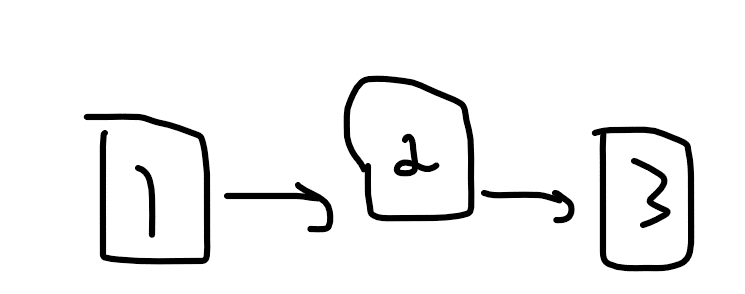 1 → 2 → 3